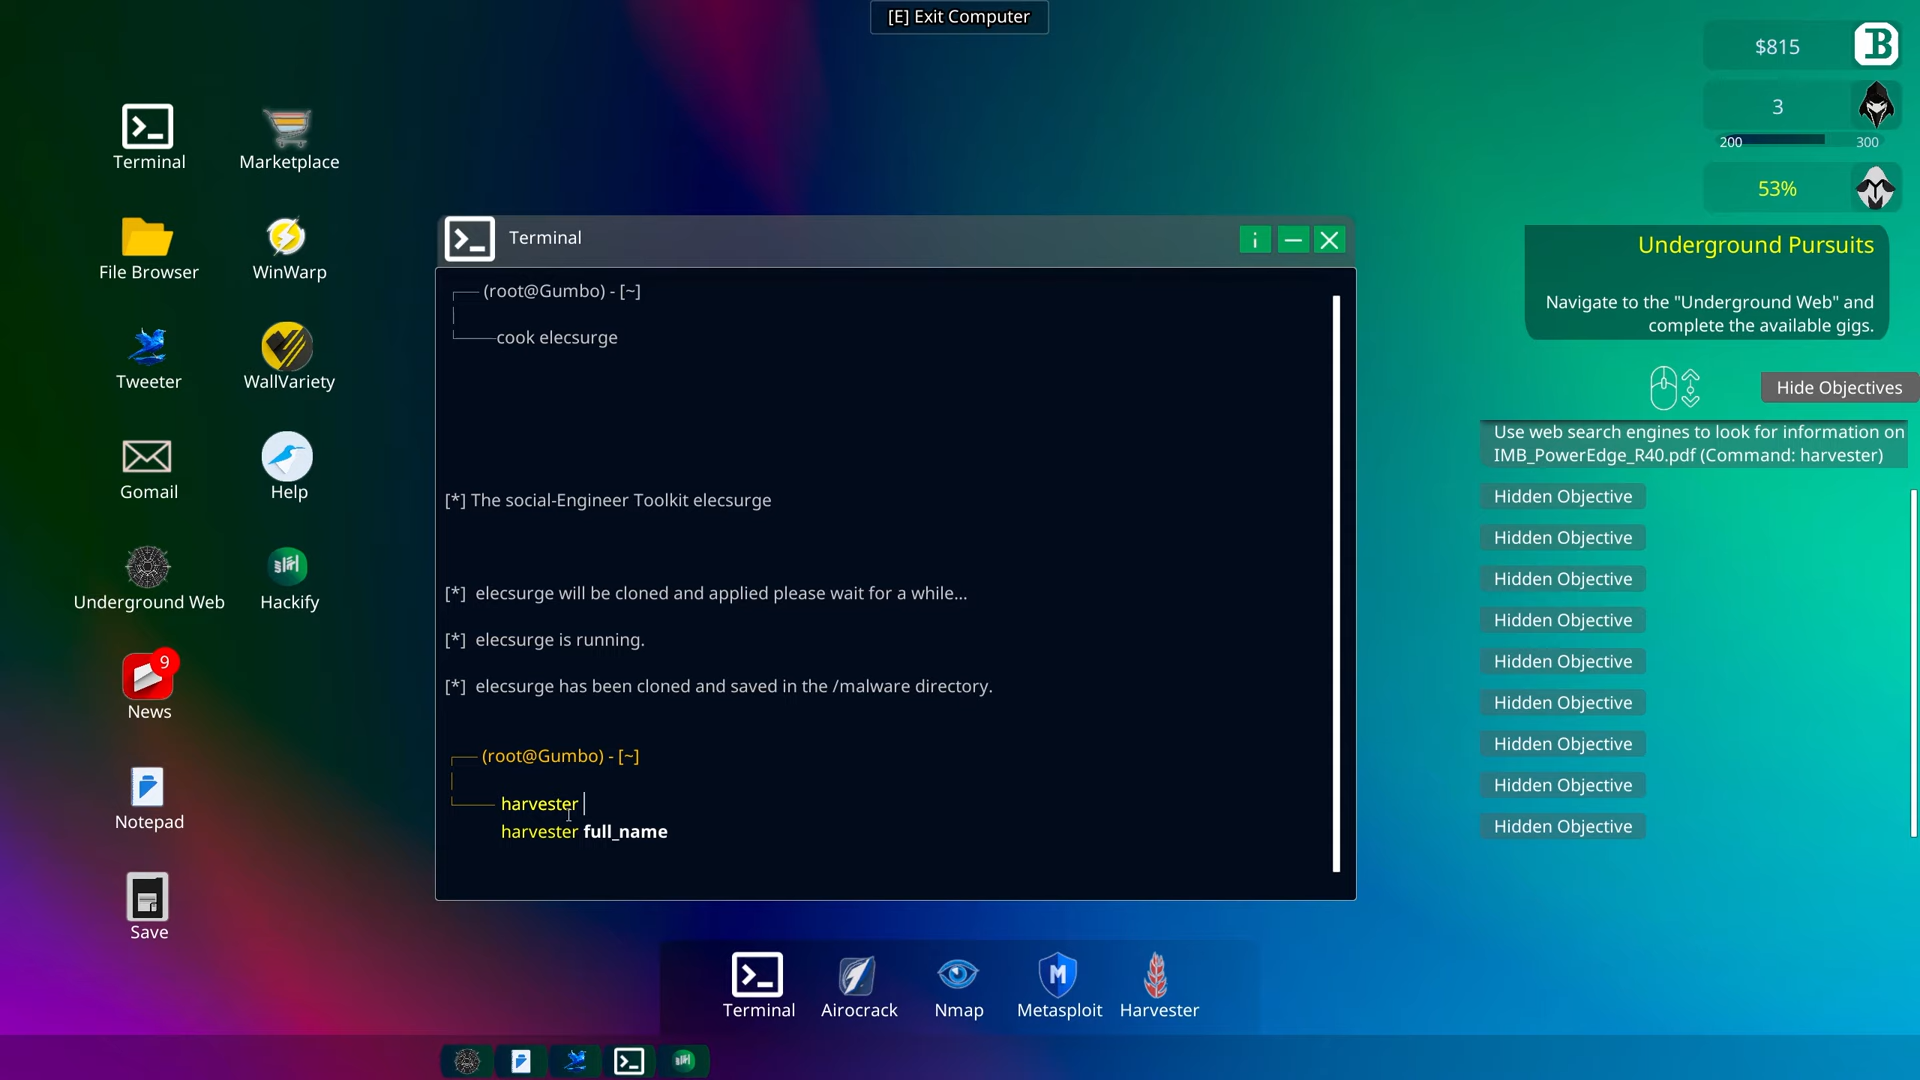 [E] Exit Computer
$815
B
3
200
300
53%
Underground Pursuits
Navigate to the "Underground Web" and
complete the available gigs.
Hide Objectives
Use web search engines to look for information on
IMB_PowerEdge_R40.pdf (Command: harvester)
Hidden Objective
Hidden Objective
Hidden Objective
Hidden Objective
Hidden Objective
Hidden Objective
Hidden Objective
Hidden Objective
Hidden Objective
Terminal
Marketplace
File Browser
WinWarp
Tweeter
WallVariety
Gomail
Help
Underground Web
Hackify
9
News
Notepad
Save
Terminal
i
(root@Gumbo) - [~]
cook elecsurge
[*] The social-Engineer Toolkit elecsurge
[*] elecsurge will be cloned and applied please wait for a while...
[*] elecsurge is running.
[*] elecsurge has been cloned and saved in the /malware directory.
(root@Gumbo) - [~]
harvester
harvester full_name
M
Terminal
Airocrack
Nmap
Metasploit
Harvester